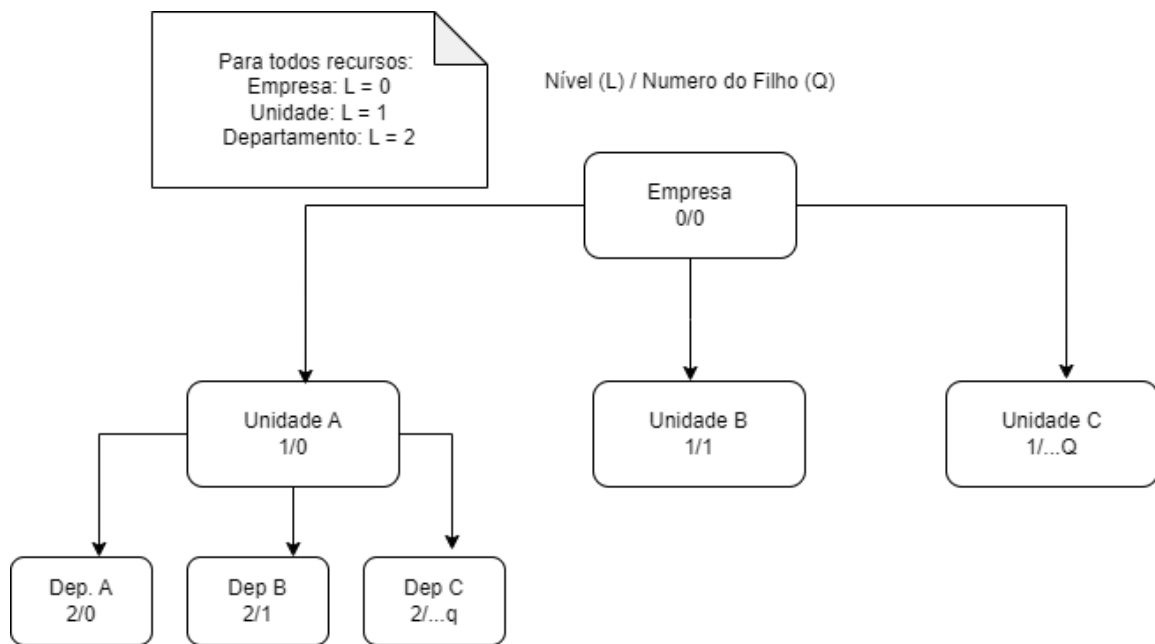 Para todos recursos:
Empresa: L = 0
Unidade: L = 1
Departamento: L = 2
Nível (L) / Numero do Filho (Q)
Empresa
0/0
Unidade A
1/0
Unidade B
1/1
Unidade C
1/...Q
Dep. A
2/0
Dep B
2/1
Dep C
2/...q